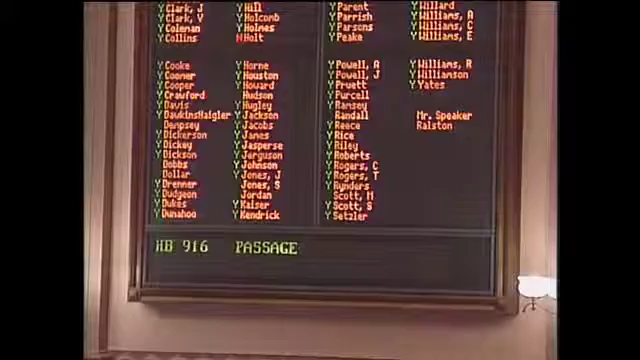 Y Clark, J
Y Clark, V
Y Coleman
Y Collins
Y Cooke
Y Coomer
Y Cooper
Y Crawford
Y Davis
Y DawkinsHaigler
Dempsey
Y Dickerson
Y Dickey
Y Dickson
Dobbs
Dollar
Y Drenner
Y Dudgeon
Y Dukes
Y Dunahoo
Y Hill
Y Holcomb
Y Holmes
N Holt
Y Horne
Y Houston
Y Howard
Hudson
Y Hugley
Y Jackson
Y Jacobs
Y James
Y Jasperse
Y Jerguson
Y Johnson
Y Jones, J
Jones, S
Jordan
Y Kaiser
Y Kendrick
Y Parent
Y Parrish
Y Parsons
Y Peake
Y Powell, A
Y Powell, J
Y Pruett
Y Purcell
Y Ramsey
Randall
Y Reece
Y Rice
Y Riley
Y Roberts
Y Rogers, C
Y Rogers, T
Y Rynders
Scott, M
Y Scott, S
Y Setzler
Y Willard
Y Williams, A
Y Williams, C
Y Williams, E
Y Williams, R
Y Williamson
Y Yates
Mr. Speaker
Ralston
HB 916 PASSAGE